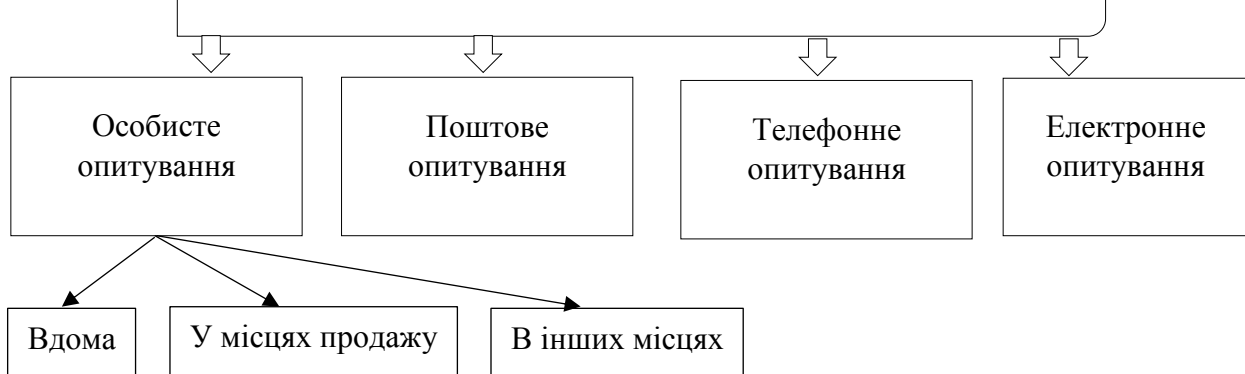 Особисте
опитування
Поштове
опитування
Телефонне
опитування
Електронне
опитування
Вдома
У місцях продажу
В інших місцях